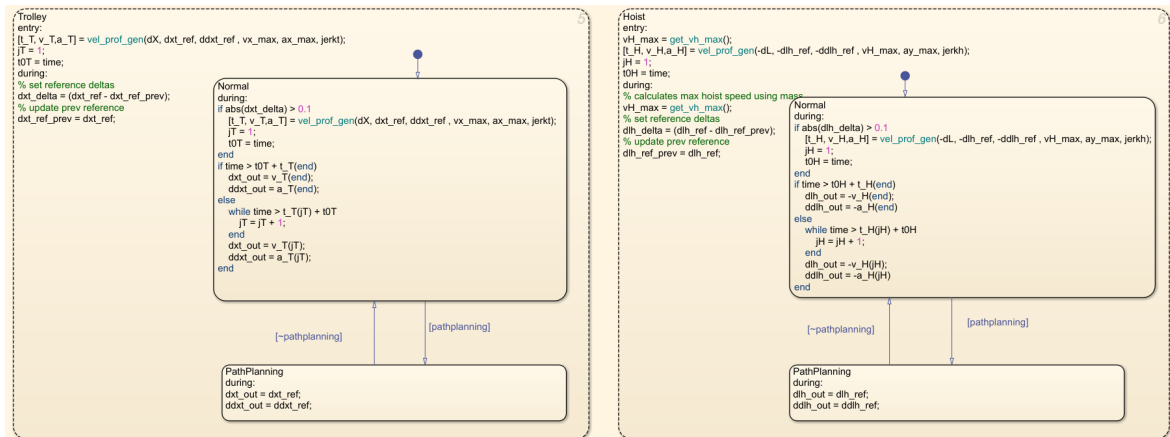 Trolley
5
entry:
[t_T, v_T,a_T] = vel_prof_gen(dX, dxt_ref, ddxt_ref , vx_max, ax_max, jerkt);
jT = 1;
t0T = time;
during:
% set reference deltas
dxt_delta = (dxt_ref - dxt_ref_prev);
% update prev reference
dxt_ref_prev = dxt_ref;
Normal
during:
if abs(dxt_delta) > 0.1
[t_T, v_T,a_T] = vel_prof_gen(dX, dxt_ref, ddxt_ref , vx_max, ax_max, jerkt);
jT = 1;
t0T = time;
end
if time > t0T + t_T(end)
dxt_out = v_T(end);
ddxt_out = a_T(end);
else
while time > t_T(jT) + t0T
jT = jT + 1;
end
dxt_out = v_T(jT);
ddxt_out = a_T(jT);
end
[~pathplanning]
[pathplanning]
PathPlanning
during:
dxt_out = dxt_ref;
ddxt_out = ddxt_ref;
Hoist
6
entry:
vH_max = get_vh_max();
[t_H, v_H,a_H] = vel_prof_gen(-dL, -dlh_ref, -ddlh_ref , vH_max, ay_max, jerkh);
jH = 1;
t0H = time;
during:
% calculates max hoist speed using mass
vH_max = get_vh_max();
% set reference deltas
dlh_delta = (dlh_ref - dlh_ref_prev);
% update prev reference
dlh_ref_prev = dlh_ref;
Normal
during:
if abs(dlh_delta) > 0.1
[t_H, v_H,a_H] = vel_prof_gen(-dL, -dlh_ref, -ddlh_ref , vH_max, ay_max, jerkh);
jH = 1;
t0H = time;
end
if time > t0H + t_H(end)
dlh_out = -v_H(end);
ddlh_out = -a_H(end)
else
while time > t_H(jH) + t0H
jH = jH + 1;
end
dlh_out = -v_H(jH);
ddlh_out = -a_H(jH)
end
[~pathplanning]
[pathplanning]
PathPlanning
during:
dlh_out = dlh_ref;
ddlh_out = ddlh_ref;